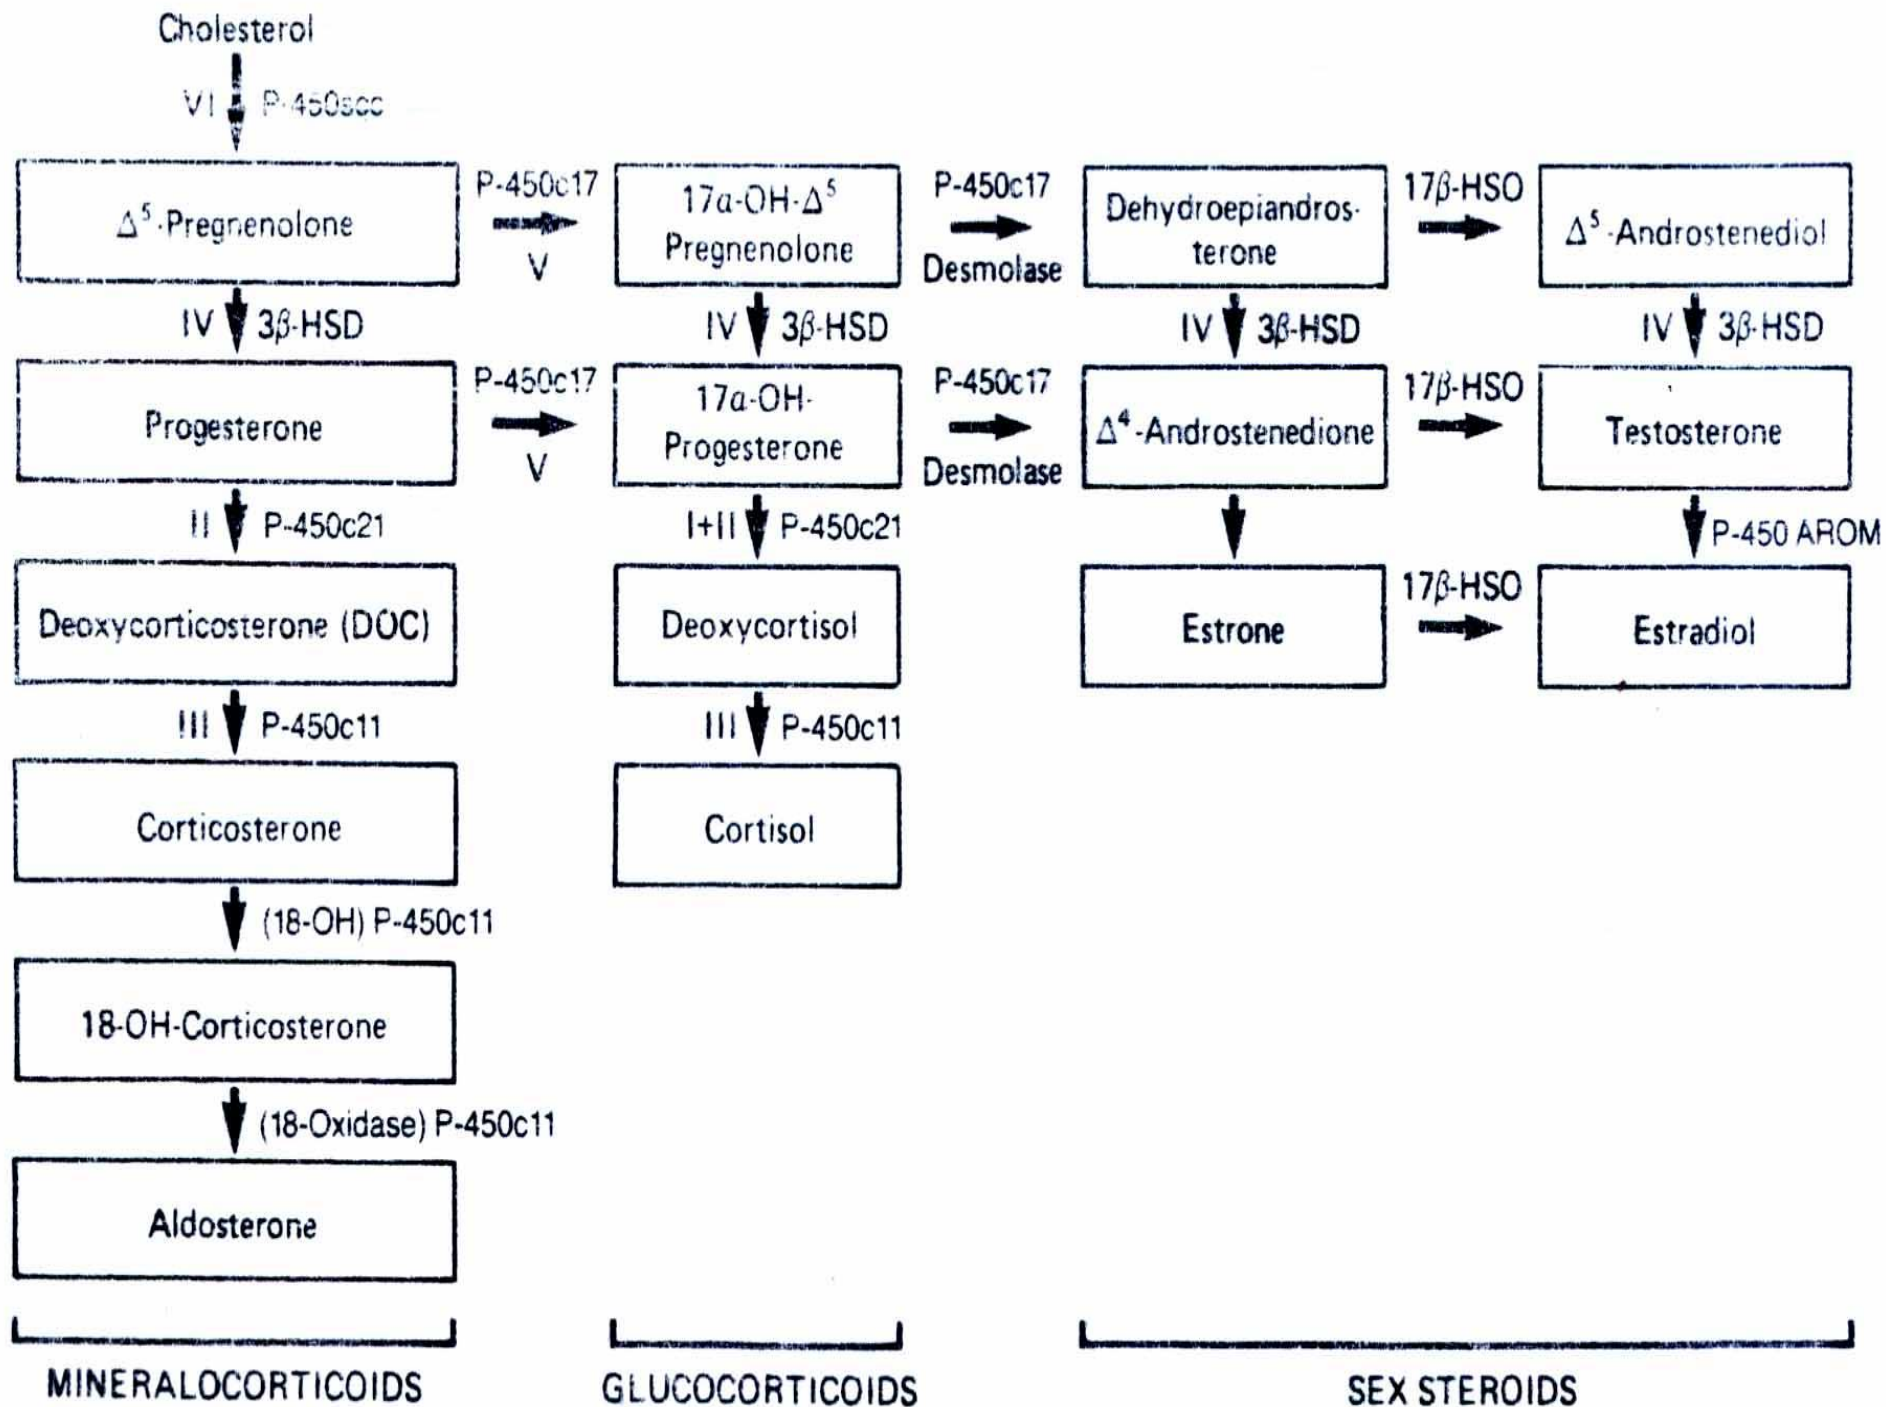 Cholesterol
VI P-450scc
Δ⁵-Pregnenolone
P-450c17
V
17α-OH-Δ⁵
Pregnenolone
P-450c17
Desmolase
Dehydroepiandros-
terone
17β-HSO
Δ⁵-Androstenediol
IV 3β-HSD
IV 3β-HSD
IV 3β-HSD
IV 3β-HSD
Progesterone
P-450c17
V
17α-OH-
Progesterone
P-450c17
Desmolase
Δ⁴-Androstenedione
17β-HSO
Testosterone
II P-450c21
I+II P-450c21
P-450 AROM
Deoxycorticosterone (DOC)
Deoxycortisol
Estrone
17β-HSO
Estradiol
III P-450c11
III P-450c11
Corticosterone
Cortisol
(18-OH) P-450c11
18-OH-Corticosterone
(18-Oxidase) P-450c11
Aldosterone
MINERALOCORTICOIDS
GLUCOCORTICOIDS
SEX STEROIDS